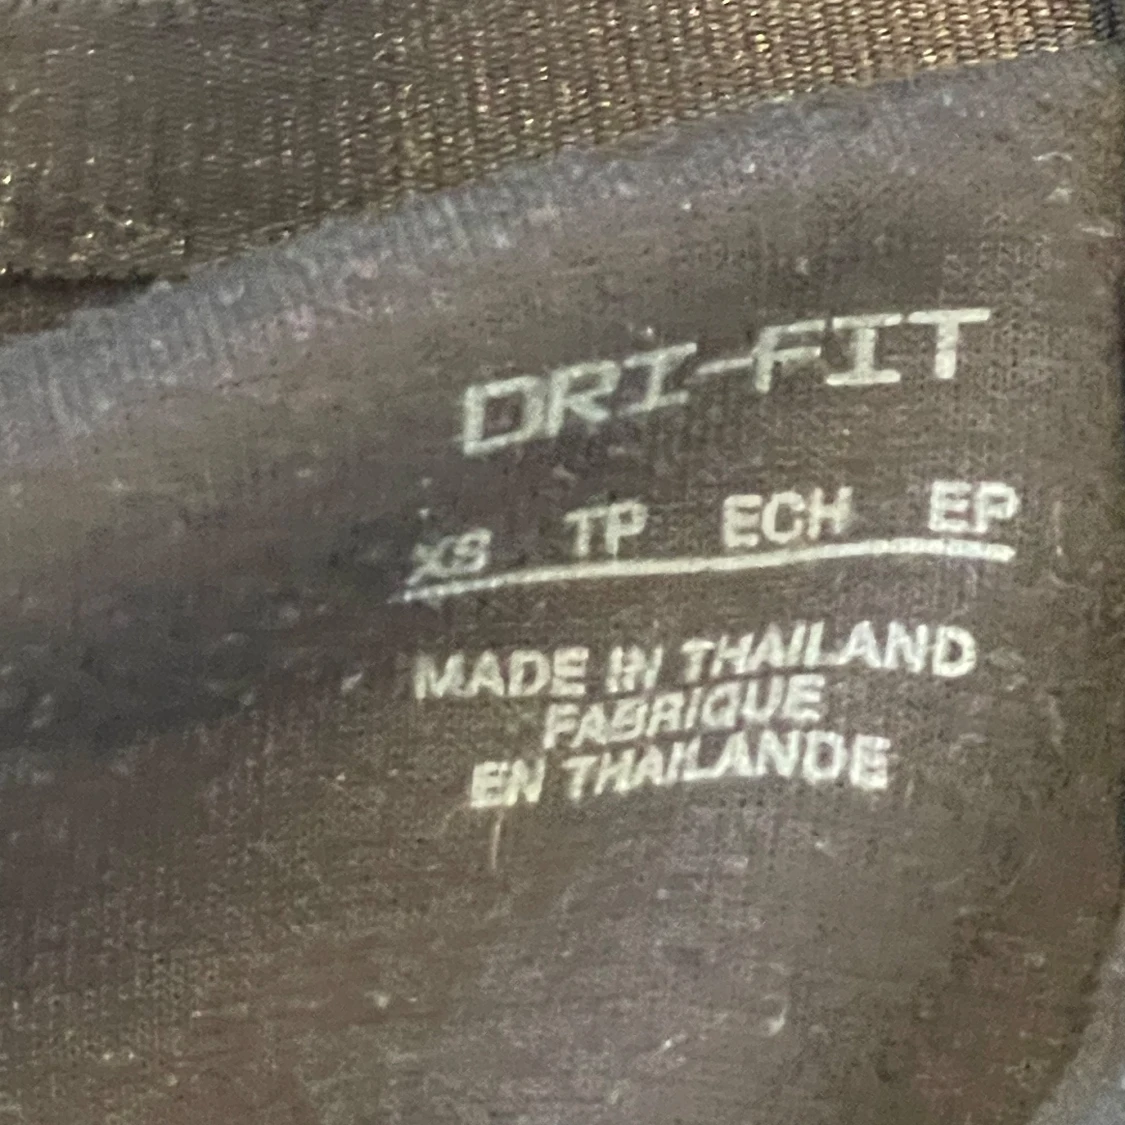 DRI-FIT
XS TP ECH EP
MADE IN THAILAND
FABRIQUE
EN THAILANDE